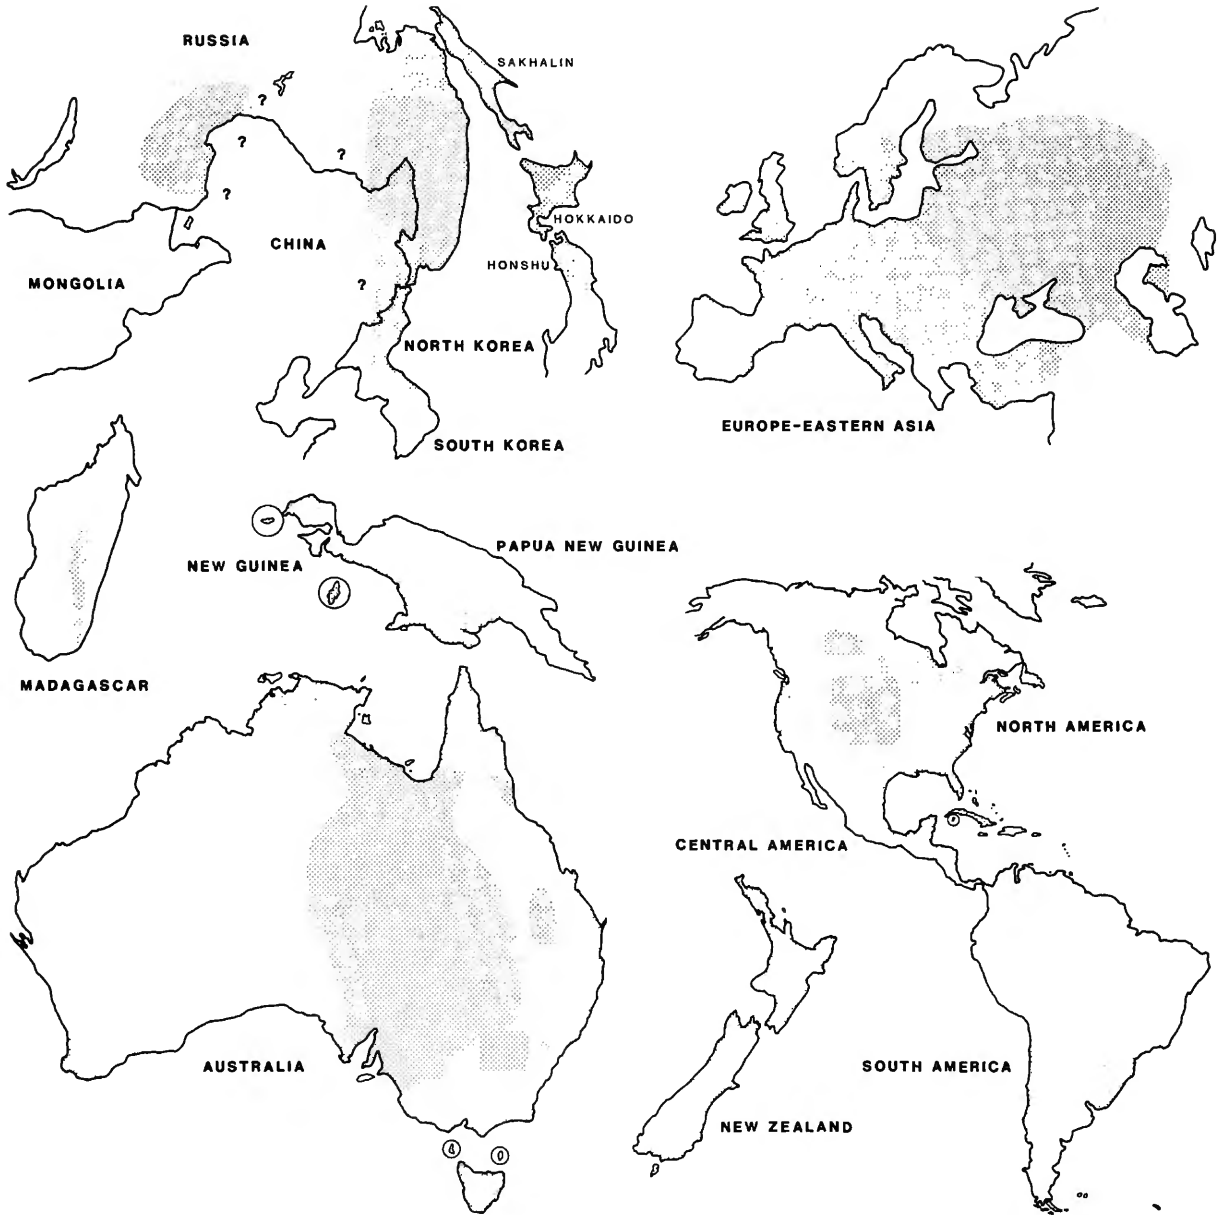 RUSSIA
SAKHALIN
?
?
?
?
HOKKAIDO
CHINA
HONSHU
MONGOLIA
?
NORTH KOREA
EUROPE-EASTERN ASIA
SOUTH KOREA
PAPUA NEW GUINEA
NEW GUINEA
MADAGASCAR
NORTH AMERICA
CENTRAL AMERICA
AUSTRALIA
SOUTH AMERICA
NEW ZEALAND